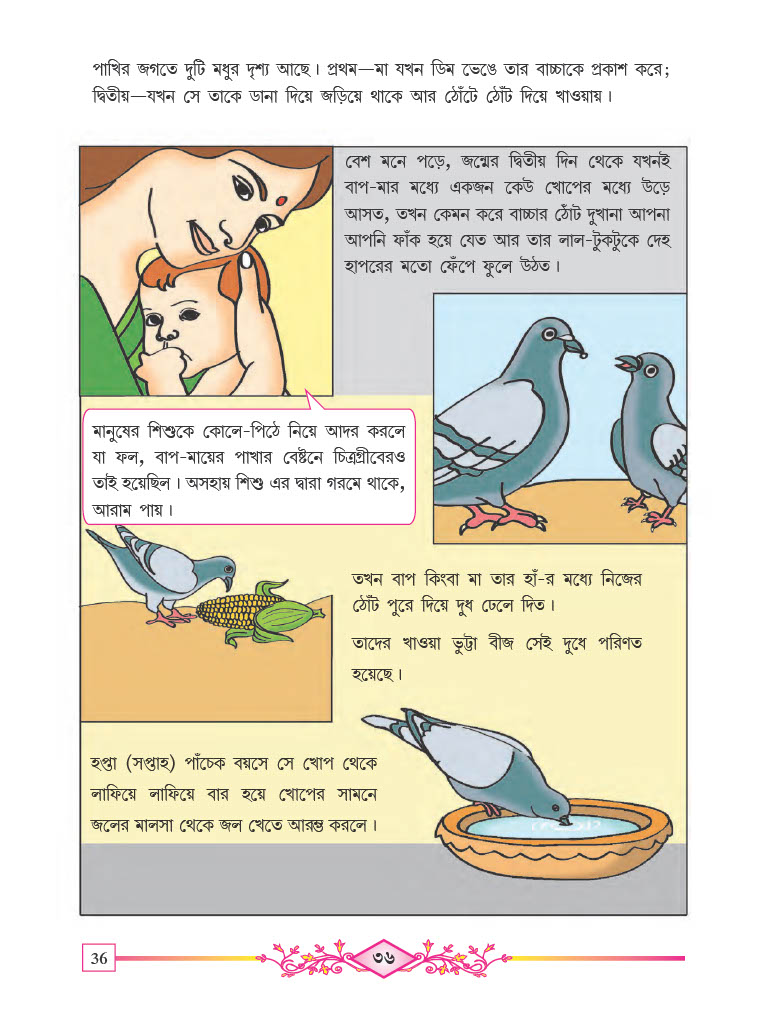 পাখির জগতে দুটি মধুর দৃশ্য আছে। প্রথম—মা যখন ডিম ভেঙে তার বাচ্চাকে প্রকাশ করে;
দ্বিতীয়—যখন সে তাকে ডানা দিয়ে জড়িয়ে থাকে আর ঠোঁটে ঠোঁট দিয়ে খাওয়ায়।
বেশ মনে পড়ে, জন্মের দ্বিতীয় দিন থেকে যখনই
বাপ-মার মধ্যে একজন কেউ খোপের মধ্যে উড়ে
আসত, তখন কেমন করে বাচ্চার ঠোঁট দুখানা আপনা
আপনি ফাঁক হয়ে যেত আর তার লাল-টুকটুকে দেহ
হাপরের মতো ফেঁপে ফুলে উঠত।
মানুষের শিশুকে কোলে-পিঠে নিয়ে আদর করলে
যা ফল, বাপ-মায়ের পাখার বেষ্টনে চিত্রগ্রীবেরও
তাই হয়েছিল। অসহায় শিশু এর দ্বারা গরমে থাকে,
আরাম পায়।
তখন বাপ কিংবা মা তার হাঁ-র মধ্যে নিজের
ঠোঁট পুরে দিয়ে দুধ ঢেলে দিত।
তাদের খাওয়া ভুট্টা বীজ সেই দুধে পরিণত
হয়েছে।
হপ্তা (সপ্তাহ) পাঁচেক বয়সে সে খোপ থেকে
লাফিয়ে লাফিয়ে বার হয়ে খোপের সামনে
জলের মালসা থেকে জল খেতে আরম্ভ করলে।
36
৩৬